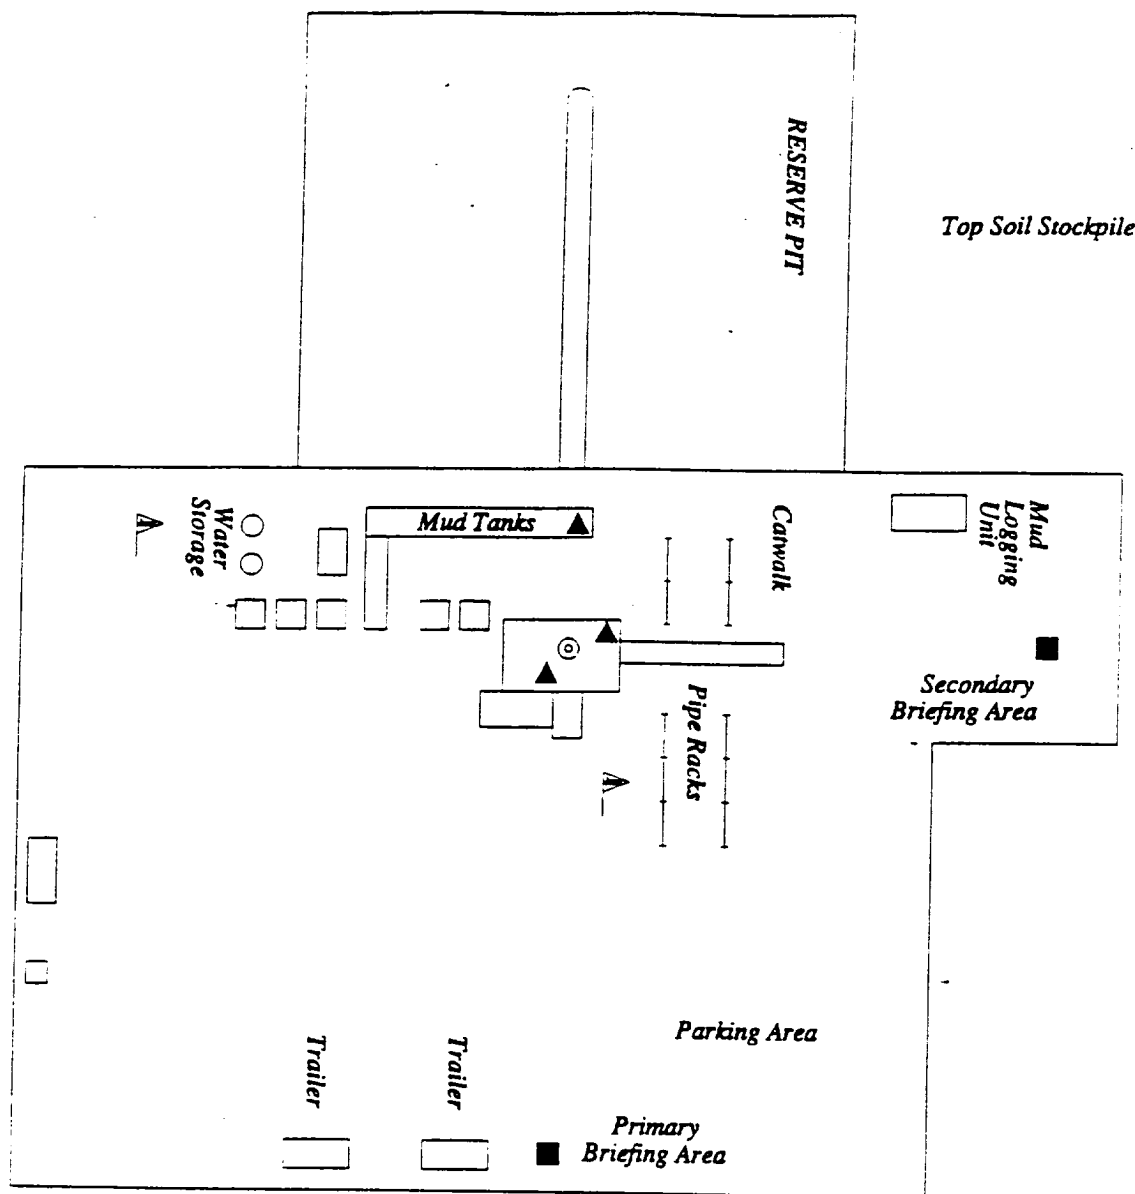 RESERVE PIT
Top Soil Stockpile
Water
Storage
Mud Tanks
Catwalk
Mud
Logging
Unit
Secondary
Briefing Area
Pipe Racks
Parking Area
Trailer
Trailer
Primary
Briefing Area